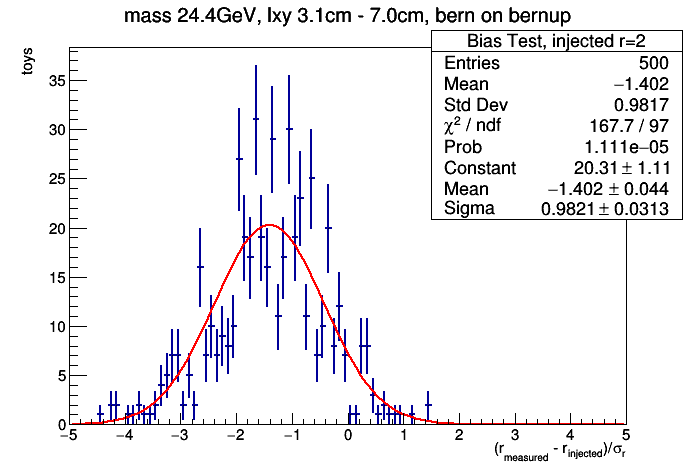 mass 24.4GeV, lxy 3.1cm - 7.0cm, bern on bernup
Bias Test, injected r=2
Entries 500
Mean −1.402
Std Dev 0.9817
χ² / ndf 167.7 / 97
Prob 1.111e−05
Constant 20.31 ± 1.11
Mean −1.402 ± 0.044
Sigma 0.9821 ± 0.0313
toys
35
30
25
20
15
10
5
0
−5 −4 −3 −2 −1 0 1 2 3 4 5
(r_measured - r_injected)/σ_r